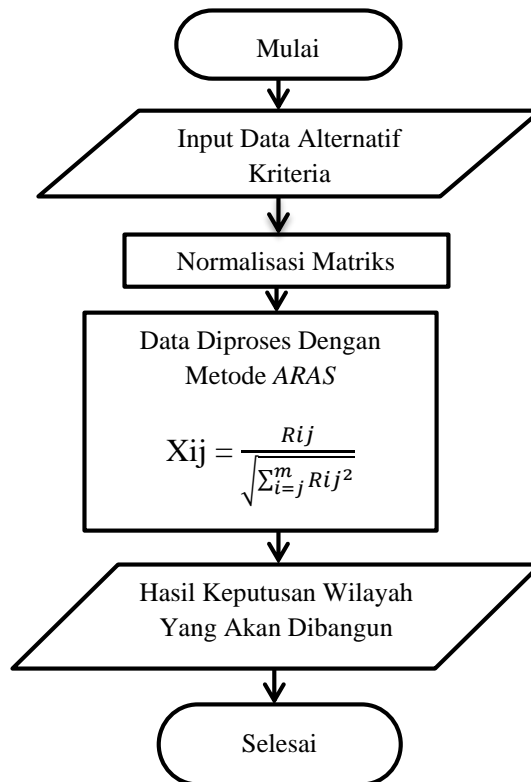 Mulai
Input Data Alternatif
Kriteria
Normalisasi Matriks
Data Diproses Dengan
Metode ARAS
Xij = Rij / √(∑_{i=j}^{m} Rij²)
Hasil Keputusan Wilayah
Yang Akan Dibangun
Selesai